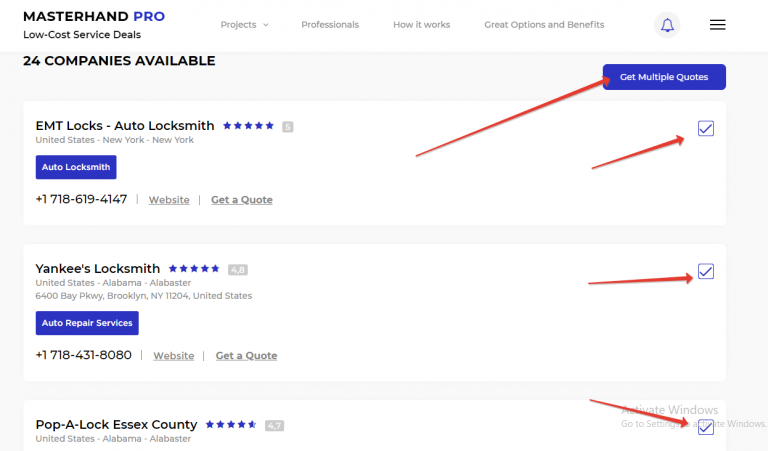 MASTERHAND PRO
Low-Cost Service Deals
Projects Professionals How it works Great Options and Benefits
24 COMPANIES AVAILABLE
Get Multiple Quotes
EMT Locks - Auto Locksmith 5
United States - New York - New York
Auto Locksmith
+1 718-619-4147 | Website | Get a Quote
Yankee's Locksmith 4,8
United States - Alabama - Alabaster
6400 Bay Pkwy, Brooklyn, NY 11204, United States
Auto Repair Services
+1 718-431-8080 | Website | Get a Quote
Pop-A-Lock Essex County 4,7
United States - Alabama - Alabaster
Activate Windows
Go to Settings to activate Windows.